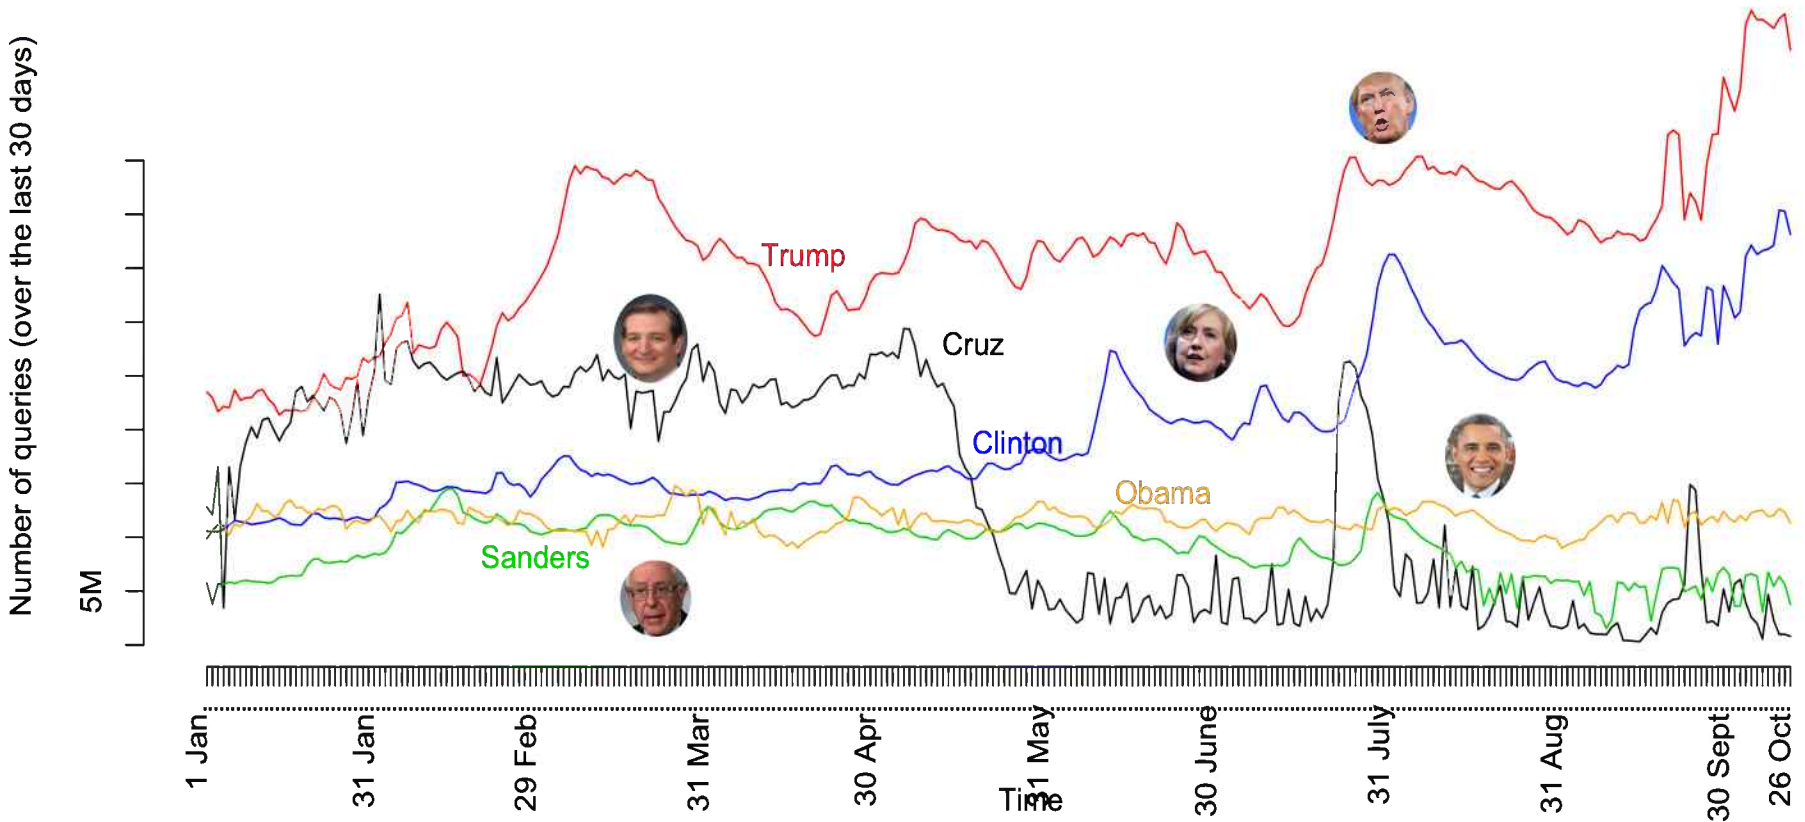 Number of queries (over the last 30 days)
5M
Trump
Cruz
Clinton
Obama
Sanders
1 Jan
31 Jan
29 Feb
31 Mar
30 Apr
31 May
30 June
31 July
31 Aug
30 Sept
26 Oct
Time